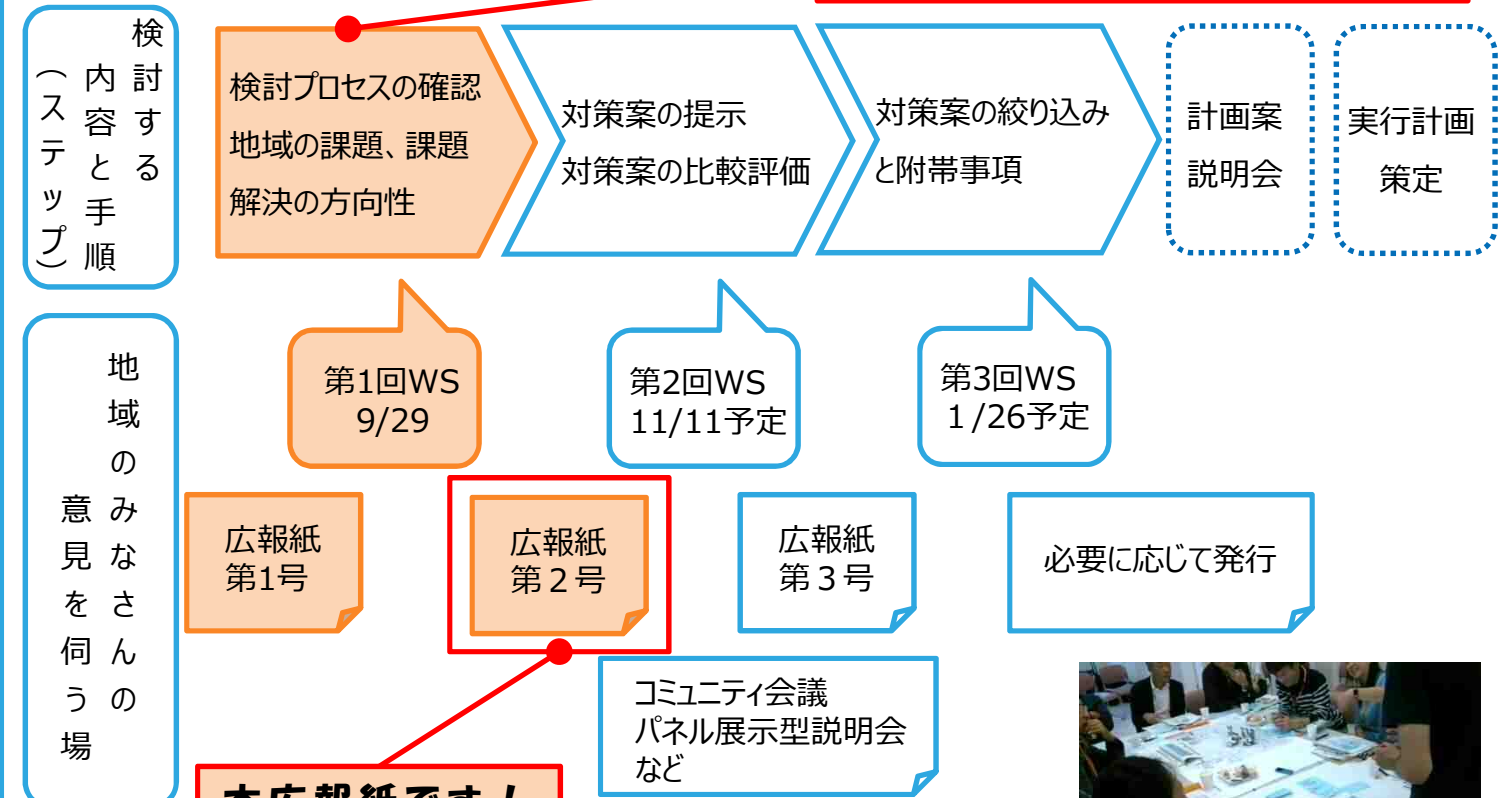 検討する
内容と手順
（ステップ）
検討プロセスの確認
地域の課題、課題
解決の方向性
対策案の提示
対策案の比較評価
対策案の絞り込み
と附帯事項
計画案
説明会
実行計画
策定
地域のみなさんの
意見を伺う場
第1回WS
9/29
第2回WS
11/11予定
第3回WS
１/26予定
広報紙
第1号
広報紙
第２号
広報紙
第３号
必要に応じて発行
コミュニティ会議
パネル展示型説明会
など
本広報紙です！